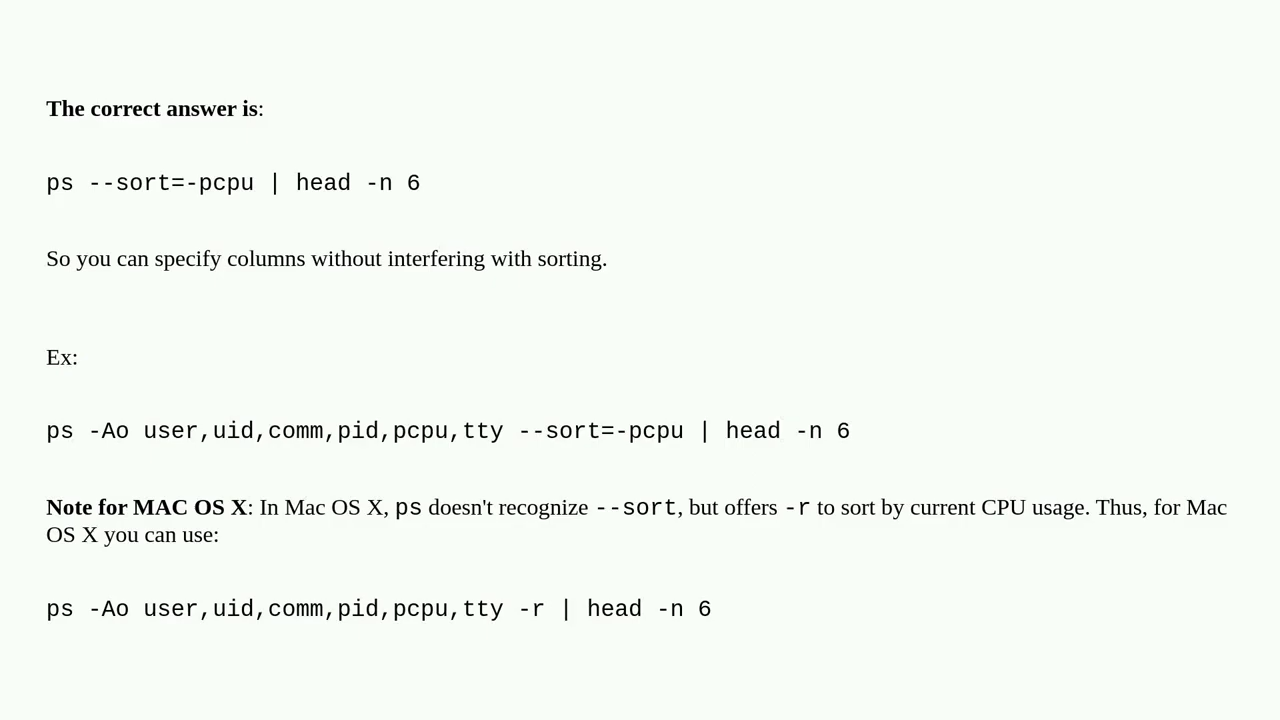 The correct answer is:
ps --sort=-pcpu | head -n 6
So you can specify columns without interfering with sorting.
Ex:
ps -Ao user,uid,comm,pid,pcpu,tty --sort=-pcpu | head -n 6
Note for MAC OS X: In Mac OS X, ps doesn't recognize --sort, but offers -r to sort by current CPU usage. Thus, for Mac
OS X you can use:
ps -Ao user,uid,comm,pid,pcpu,tty -r | head -n 6